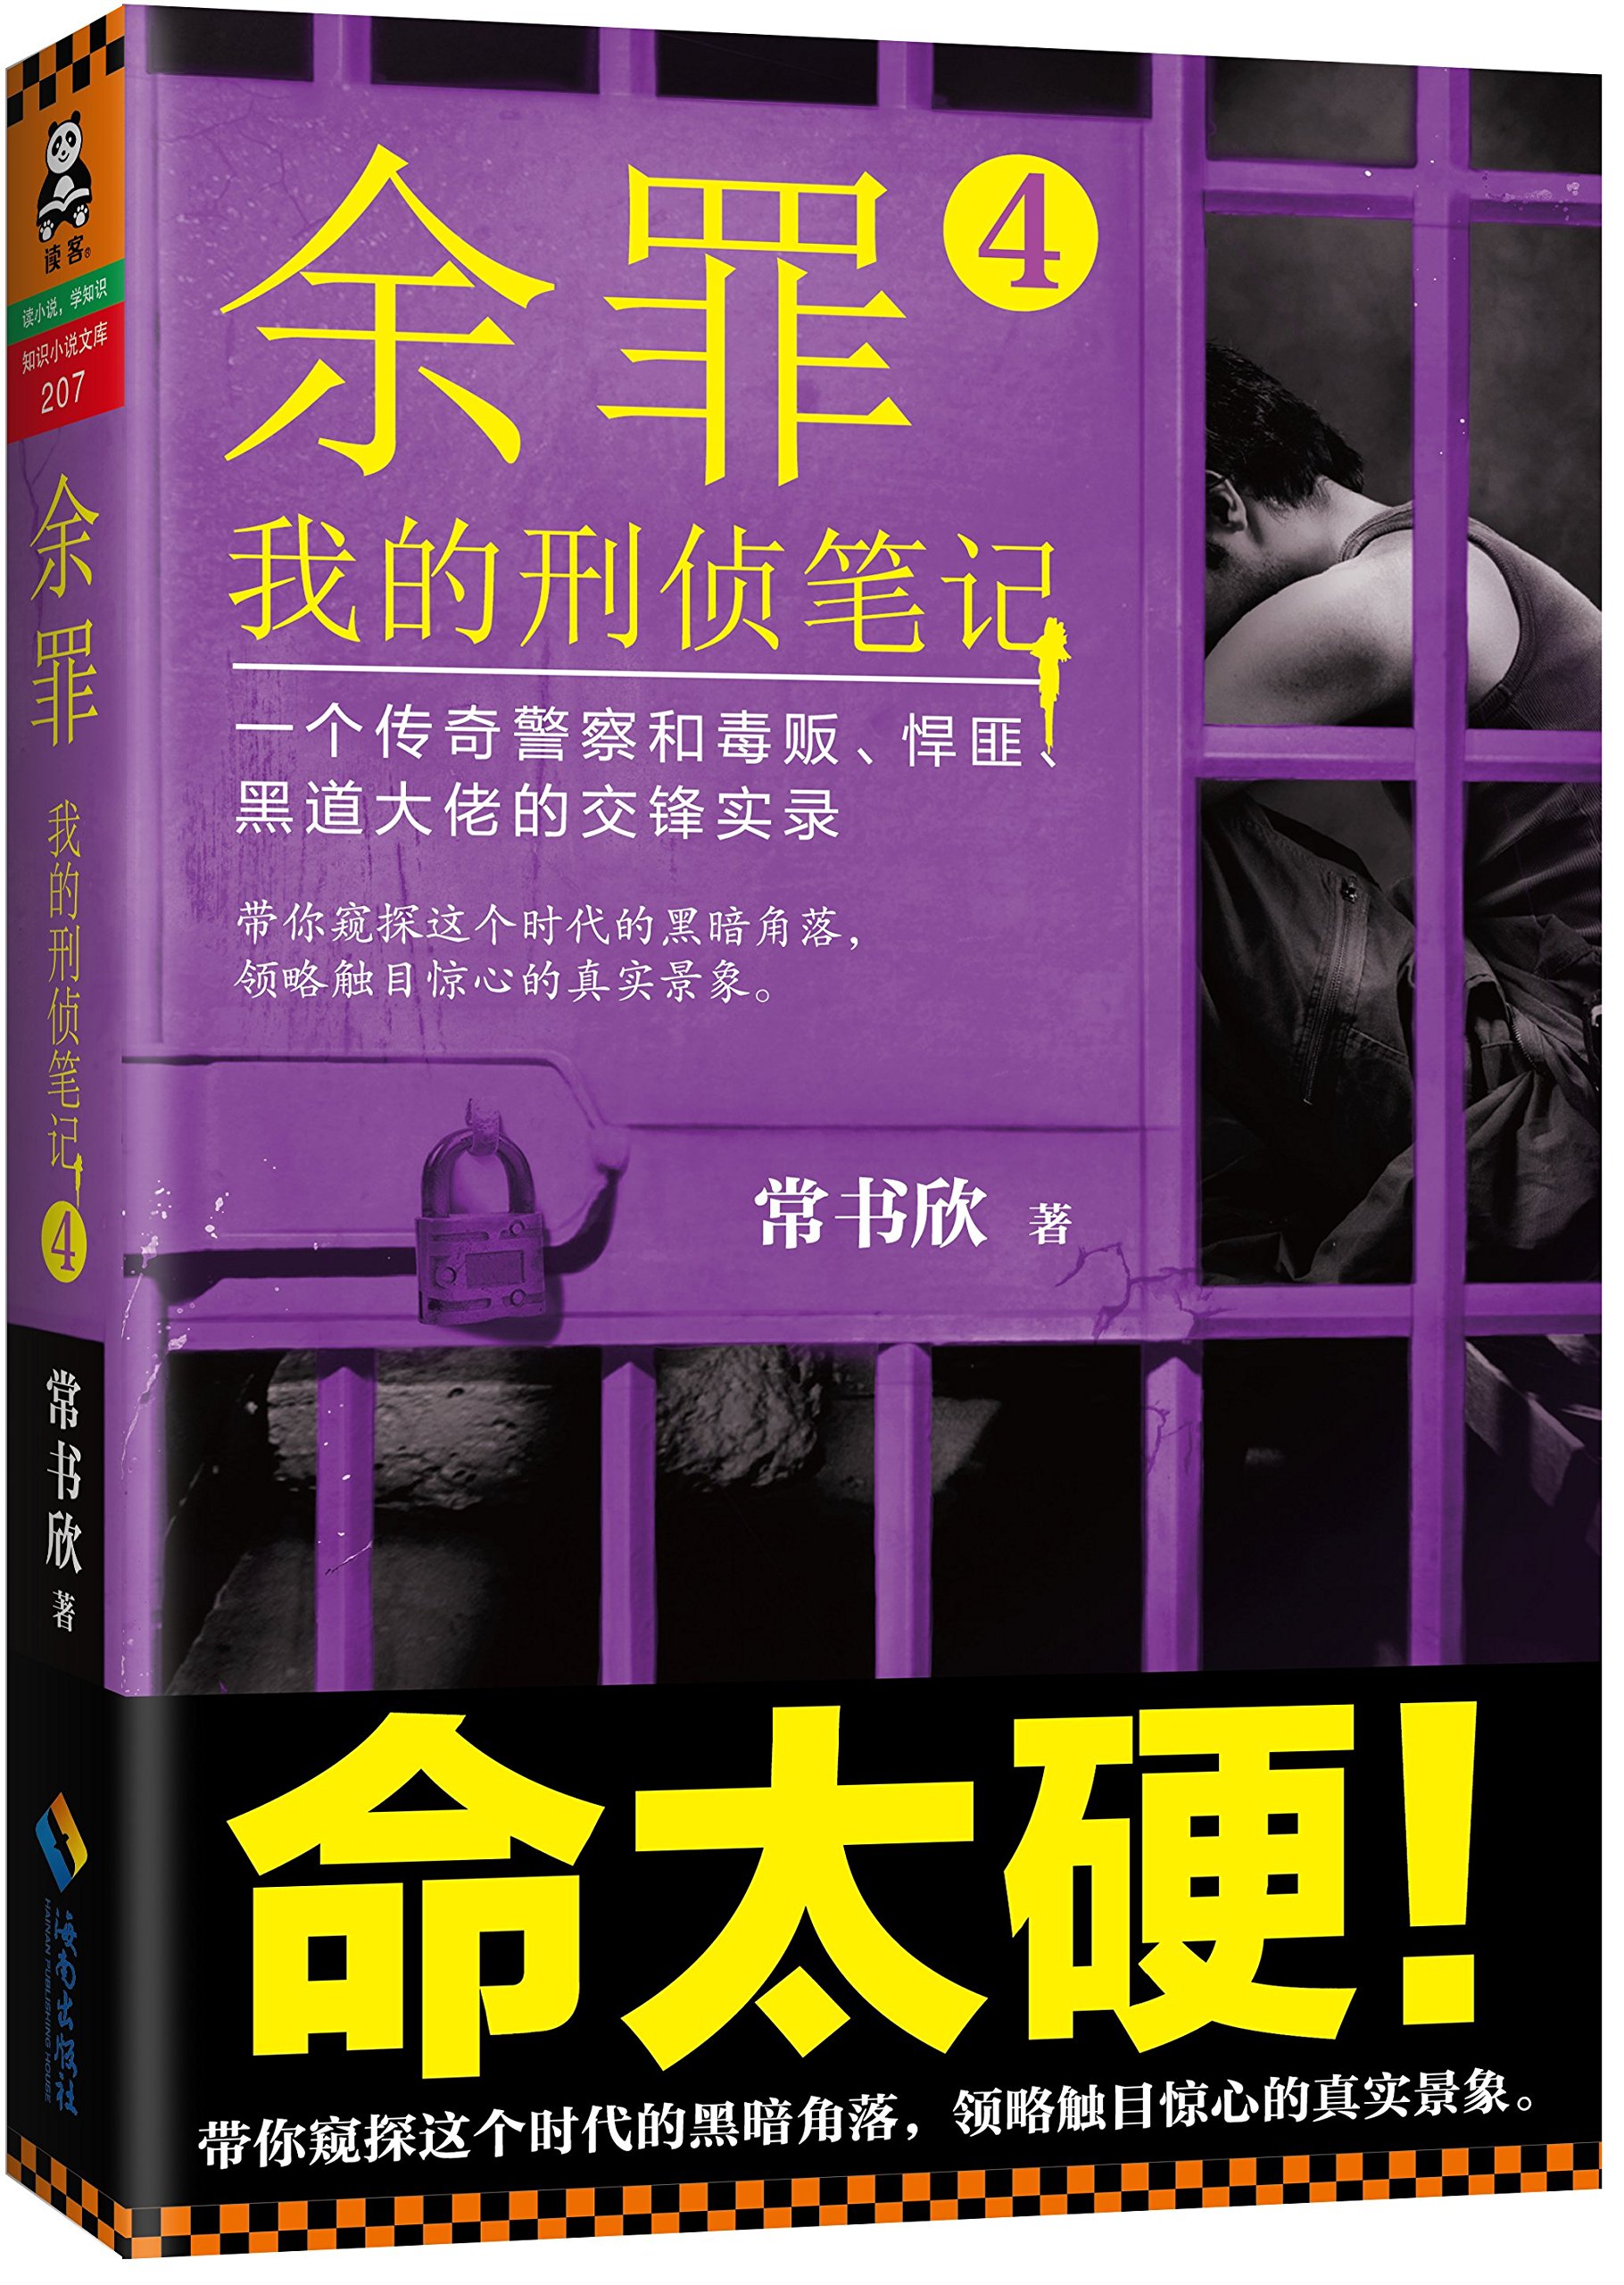 读客®
读小说，学知识
知识小说文库
207
余罪
我的刑侦笔记
4
常书欣 著
海南出版社
HAINAN PUBLISHING HOUSE
余罪 4
我的刑侦笔记
一个传奇警察和毒贩、悍匪、
黑道大佬的交锋实录
带你窥探这个时代的黑暗角落，
领略触目惊心的真实景象。
常书欣 著
命太硬！
带你窥探这个时代的黑暗角落，领略触目惊心的真实景象。